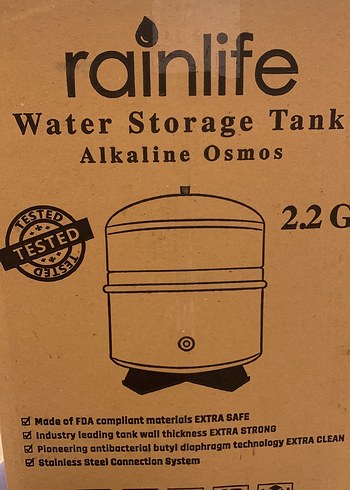 rainlife
Water Storage Tank
Alkaline Osmos
2.2 G
TESTED
TESTED
TESTED
Made of FDA compliant materials EXTRA SAFE
Industry leading tank wall thickness EXTRA STRONG
Pioneering antibacterial butyl diaphragm technology EXTRA CLEAN
Stainless Steel Connection System